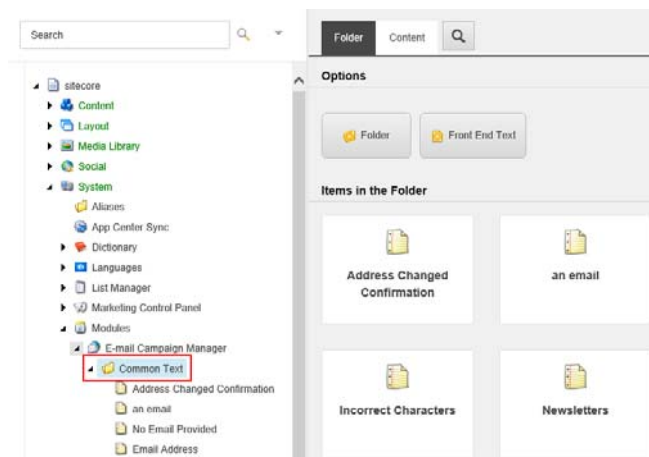 Search
sitecore
Content
Layout
Media Library
Social
System
Aliases
App Center Sync
Dictionary
Languages
List Manager
Marketing Control Panel
Modules
E-mail Campaign Manager
Common Text
Address Changed Confirmation
an email
No Email Provided
Email Address
Folder Content
Options
Folder Front End Text
Items in the Folder
Address Changed
Confirmation
an email
Incorrect Characters
Newsletters